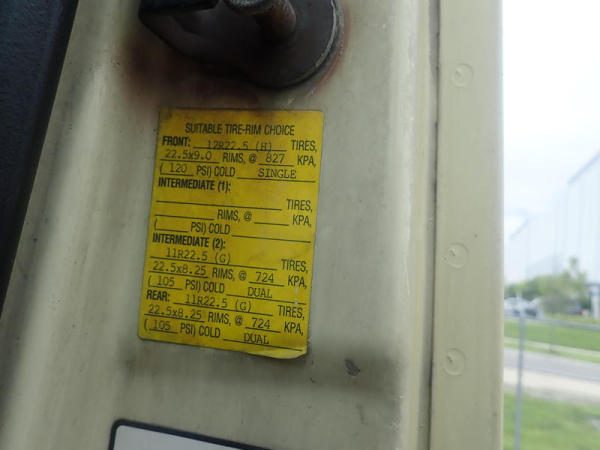 SUITABLE TIRE-RIM CHOICE
FRONT: 12R22.5 (H) TIRES,
22.5x9.0 RIMS, @ 827 KPA,
( 120 PSI) COLD SINGLE
INTERMEDIATE (1):
TIRES,
RIMS, @ KPA,
( PSI) COLD
INTERMEDIATE (2):
11R22.5 (G) TIRES,
22.5x8.25 RIMS, @ 724 KPA,
( 105 PSI) COLD DUAL
REAR: 11R22.5 (G) TIRES,
22.5x8.25 RIMS, @ 724 KPA,
( 105 PSI) COLD DUAL